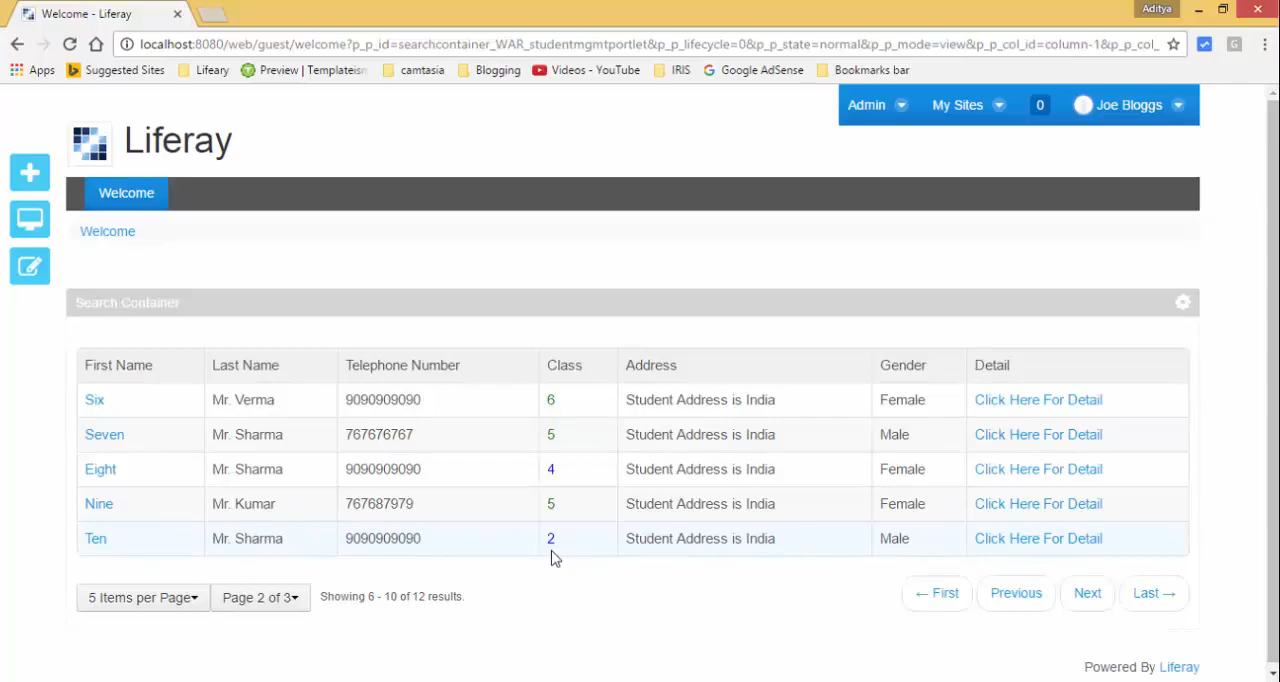 Welcome - Liferay
Aditya
localhost:8080/web/guest/welcome?p_p_id=searchcontainer_WAR_studentmgmtportlet&p_p_lifecycle=0&p_p_state=normal&p_p_mode=view&p_p_col_id=column-1&p_p_col_
Apps Suggested Sites Lifeary Preview | Templateism camtasia Blogging Videos - YouTube IRIS Google AdSense Bookmarks bar
Admin My Sites 0 Joe Bloggs
Liferay
Welcome
Welcome
Search Container
First Name Last Name Telephone Number Class Address Gender Detail
Six Mr. Verma 9090909090 6 Student Address is India Female Click Here For Detail
Seven Mr. Sharma 767676767 5 Student Address is India Male Click Here For Detail
Eight Mr. Sharma 9090909090 4 Student Address is India Female Click Here For Detail
Nine Mr. Kumar 767687979 5 Student Address is India Female Click Here For Detail
Ten Mr. Sharma 9090909090 2 Student Address is India Male Click Here For Detail
5 Items per Page Page 2 of 3 Showing 6 - 10 of 12 results. ← First Previous Next Last →
Powered By Liferay